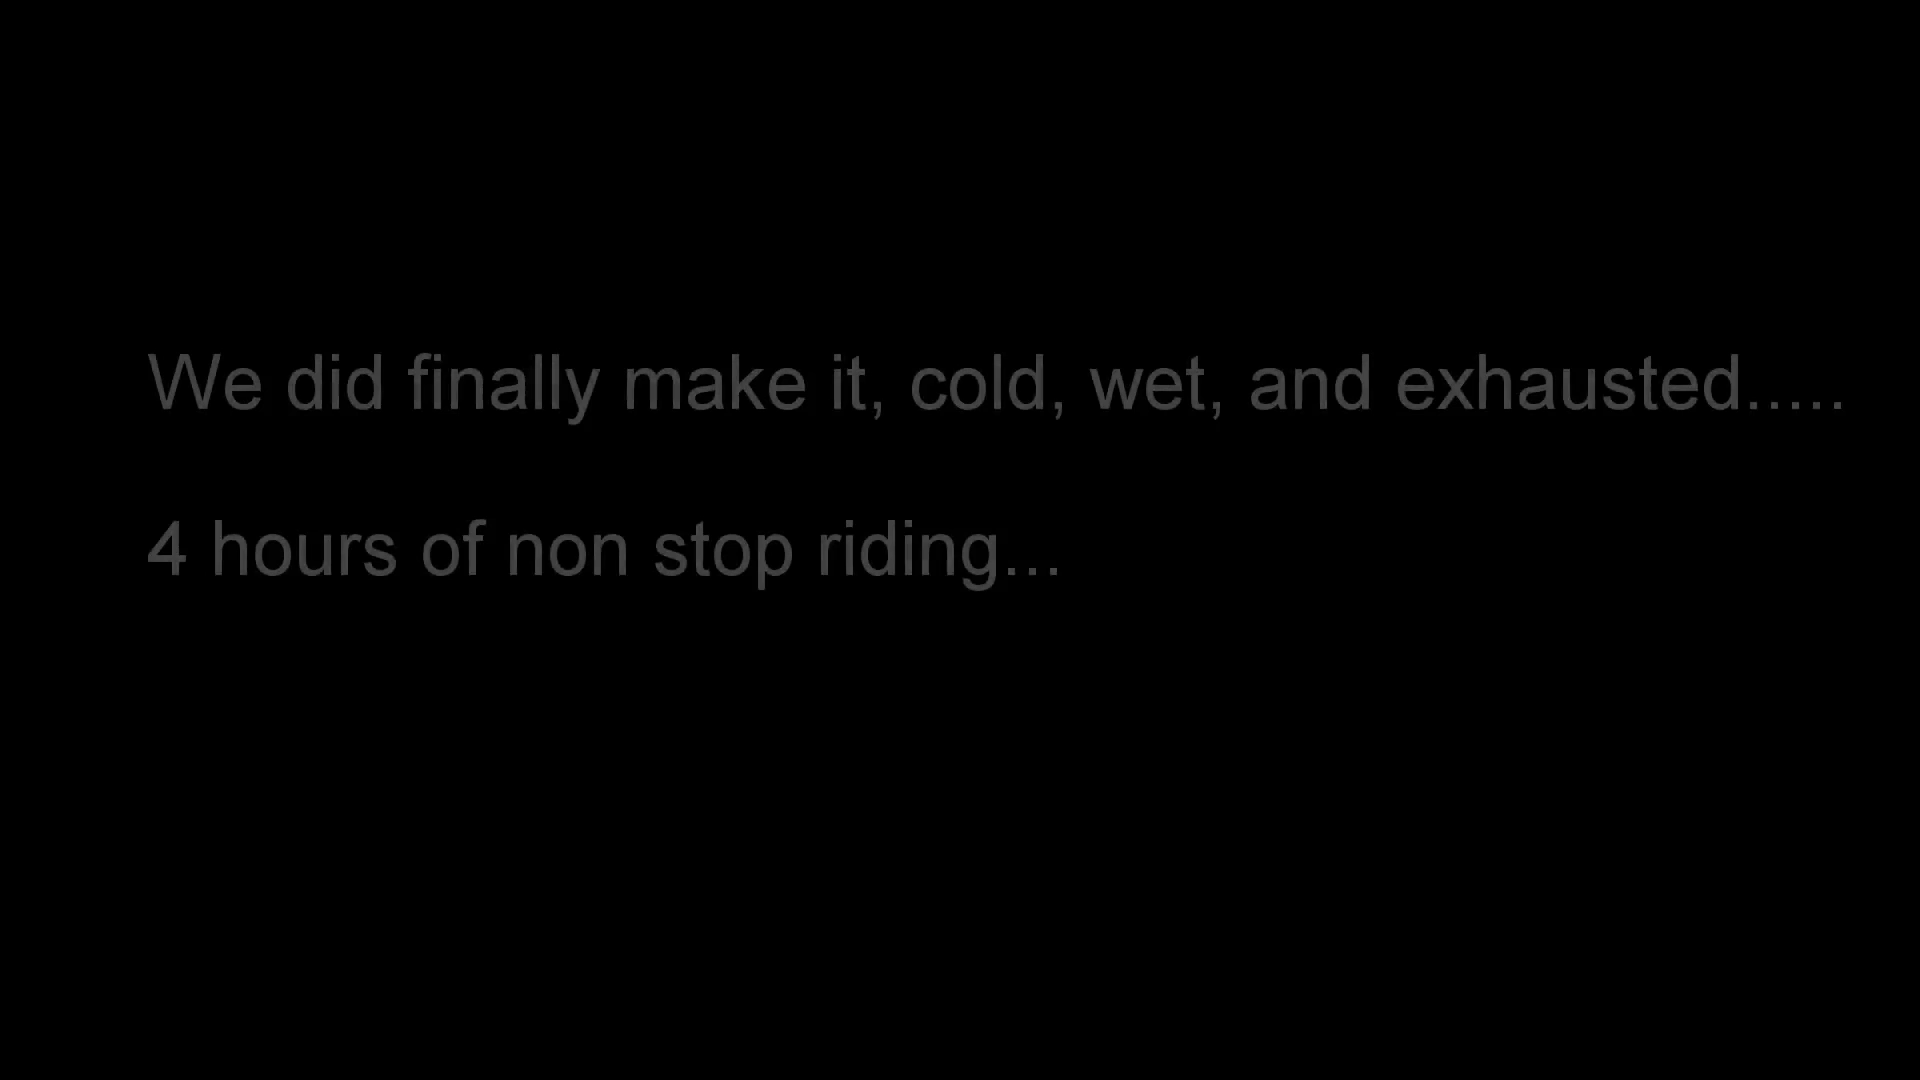 We did finally make it, cold, wet, and exhausted.....
4 hours of non stop riding...